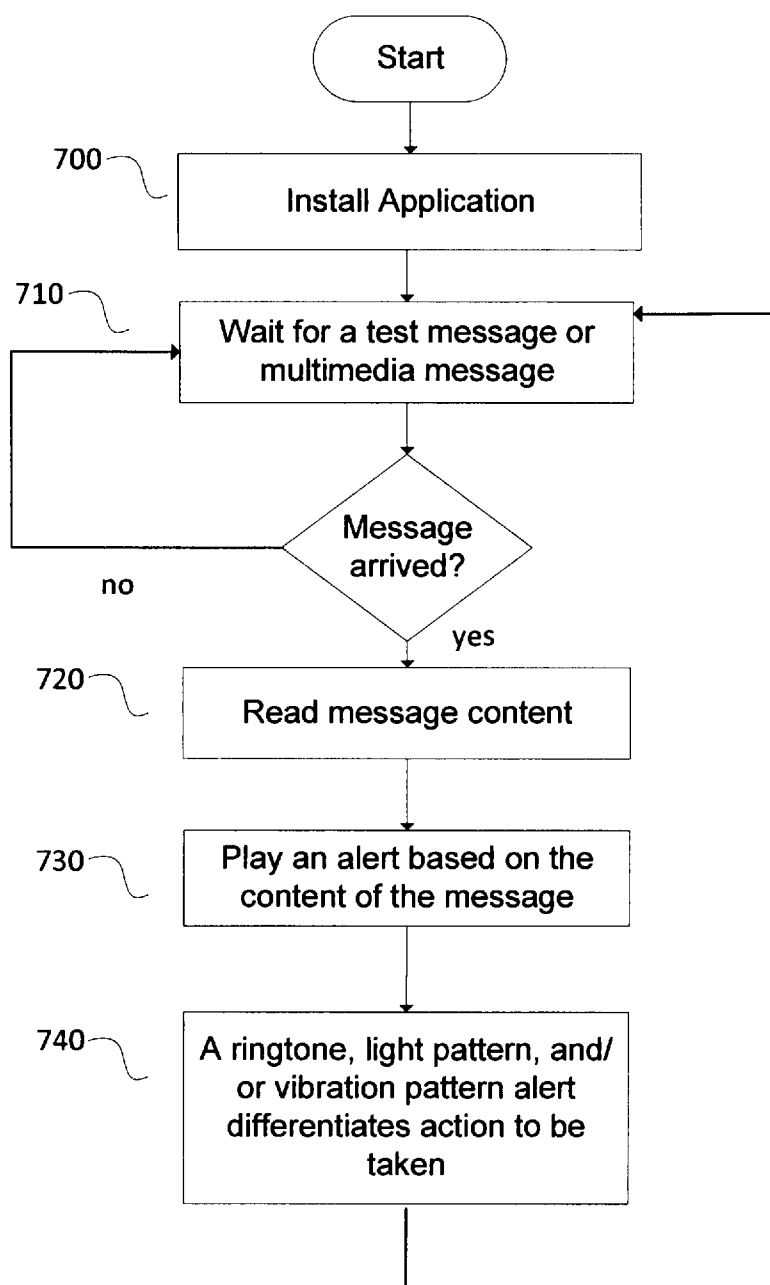 Start
700
Install Application
710
Wait for a test message or
multimedia message
Message
arrived?
no
yes
720
Read message content
730
Play an alert based on the
content of the message
740
A ringtone, light pattern, and/
or vibration pattern alert
differentiates action to be
taken